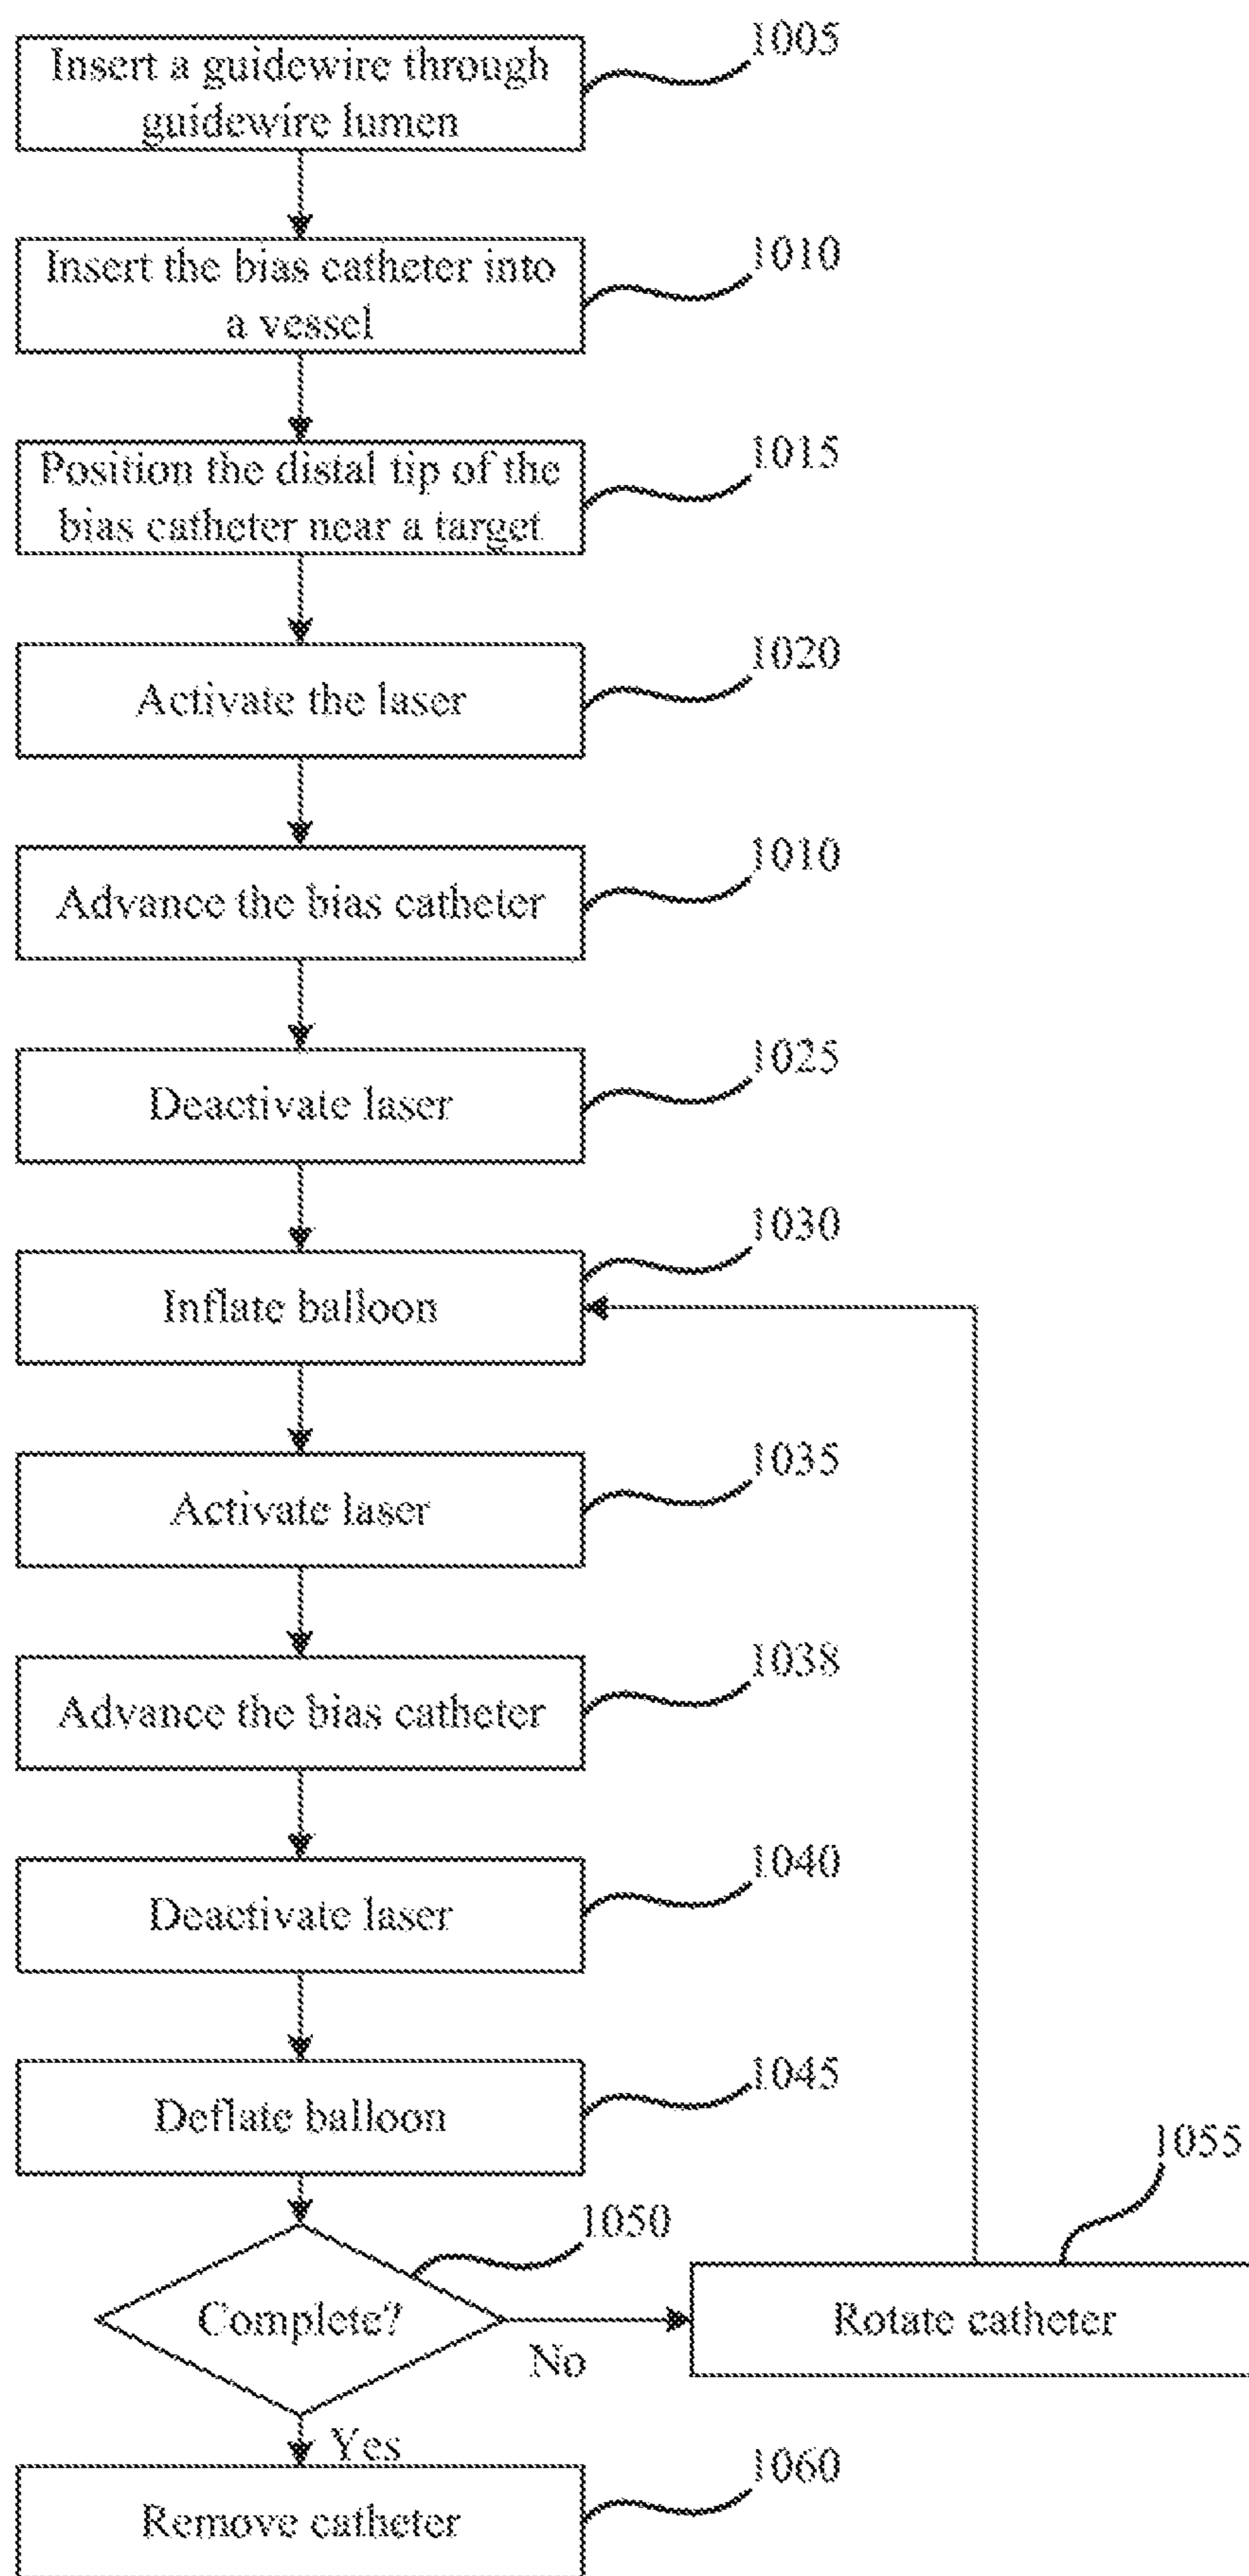 1005
Insert a guidewire through
guidewire lumen
1010
Insert the bias catheter into
a vessel
1015
Position the distal tip of the
bias catheter near a target
1020
Activate the laser
1010
Advance the bias catheter
1025
Deactivate laser
1030
Inflate balloon
1035
Activate laser
1038
Advance the bias catheter
1040
Deactivate laser
1045
Deflate balloon
1055
1050
Complete?
Rotate catheter
No
Yes
1060
Remove catheter